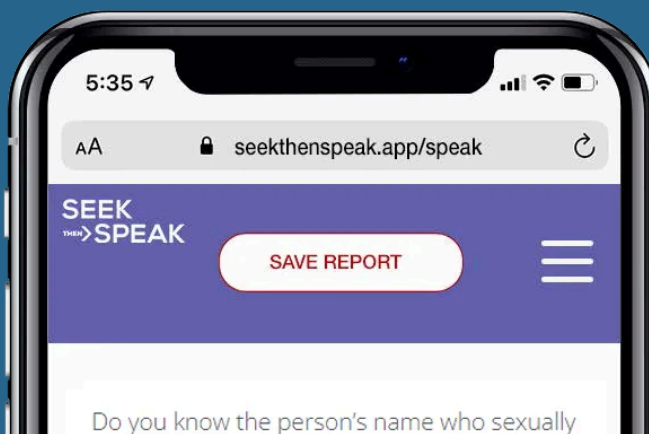 5:35
AA seekthenspeak.app/speak
SEEK
THEN SPEAK
SAVE REPORT
Do you know the person's name who sexually